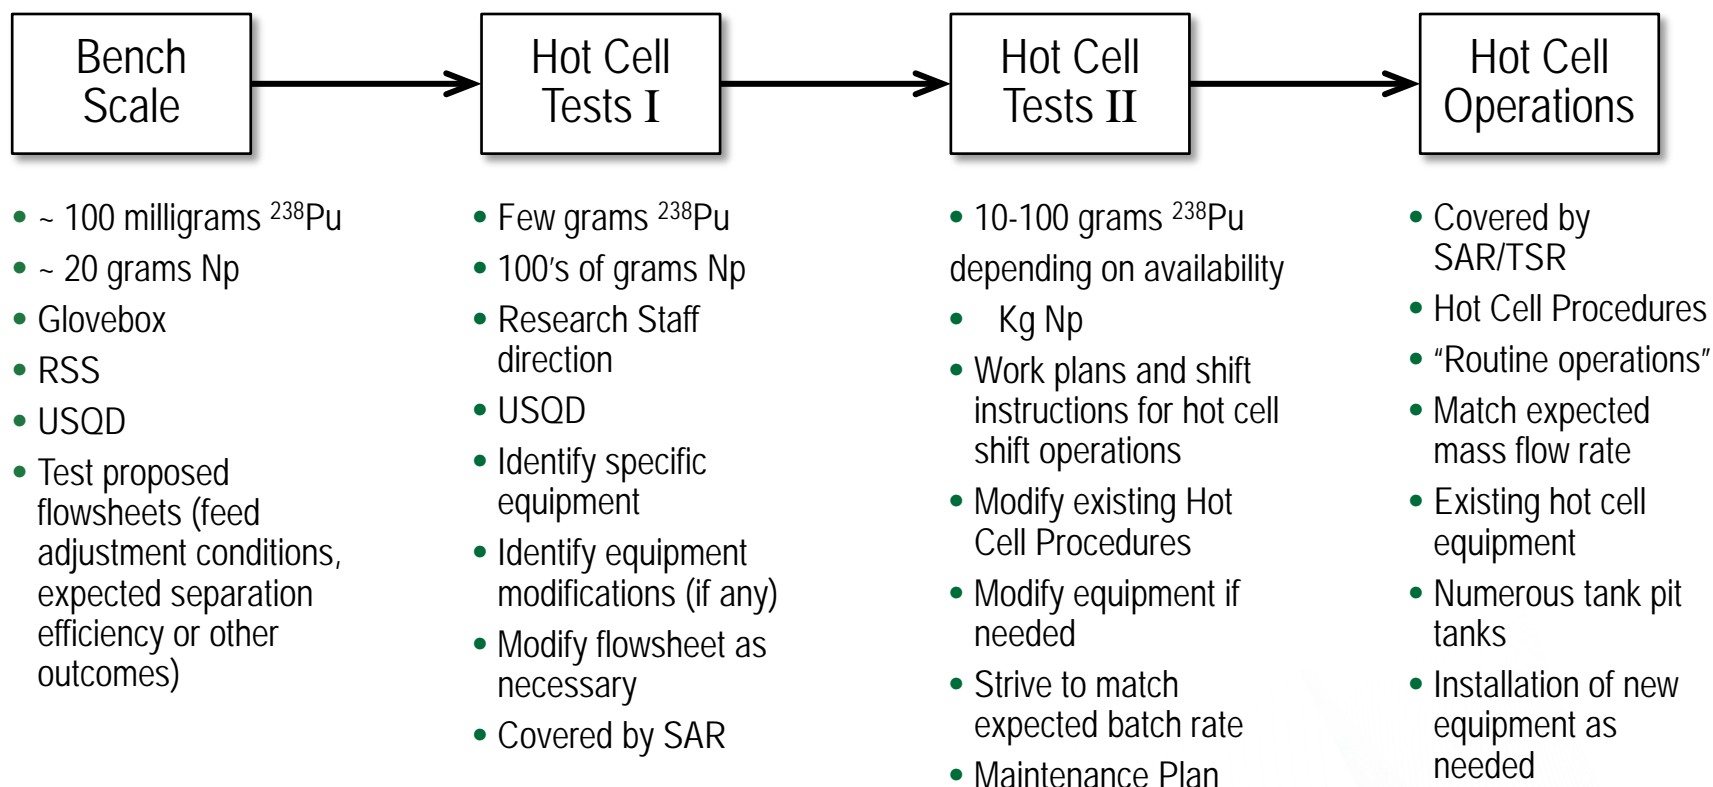 Bench
Scale
Hot Cell
Tests I
Hot Cell
Tests II
Hot Cell
Operations
• ~ 100 milligrams ²³⁸Pu
• ~ 20 grams Np
• Glovebox
• RSS
• USQD
• Test proposed
flowsheets (feed
adjustment conditions,
expected separation
efficiency or other
outcomes)
• Few grams ²³⁸Pu
• 100's of grams Np
• Research Staff
direction
• USQD
• Identify specific
equipment
• Identify equipment
modifications (if any)
• Modify flowsheet as
necessary
• Covered by SAR
• 10-100 grams ²³⁸Pu
depending on availability
• Kg Np
• Work plans and shift
instructions for hot cell
shift operations
• Modify existing Hot
Cell Procedures
• Modify equipment if
needed
• Strive to match
expected batch rate
• Maintenance Plan
• Covered by
SAR/TSR
• Hot Cell Procedures
• “Routine operations”
• Match expected
mass flow rate
• Existing hot cell
equipment
• Numerous tank pit
tanks
• Installation of new
equipment as
needed